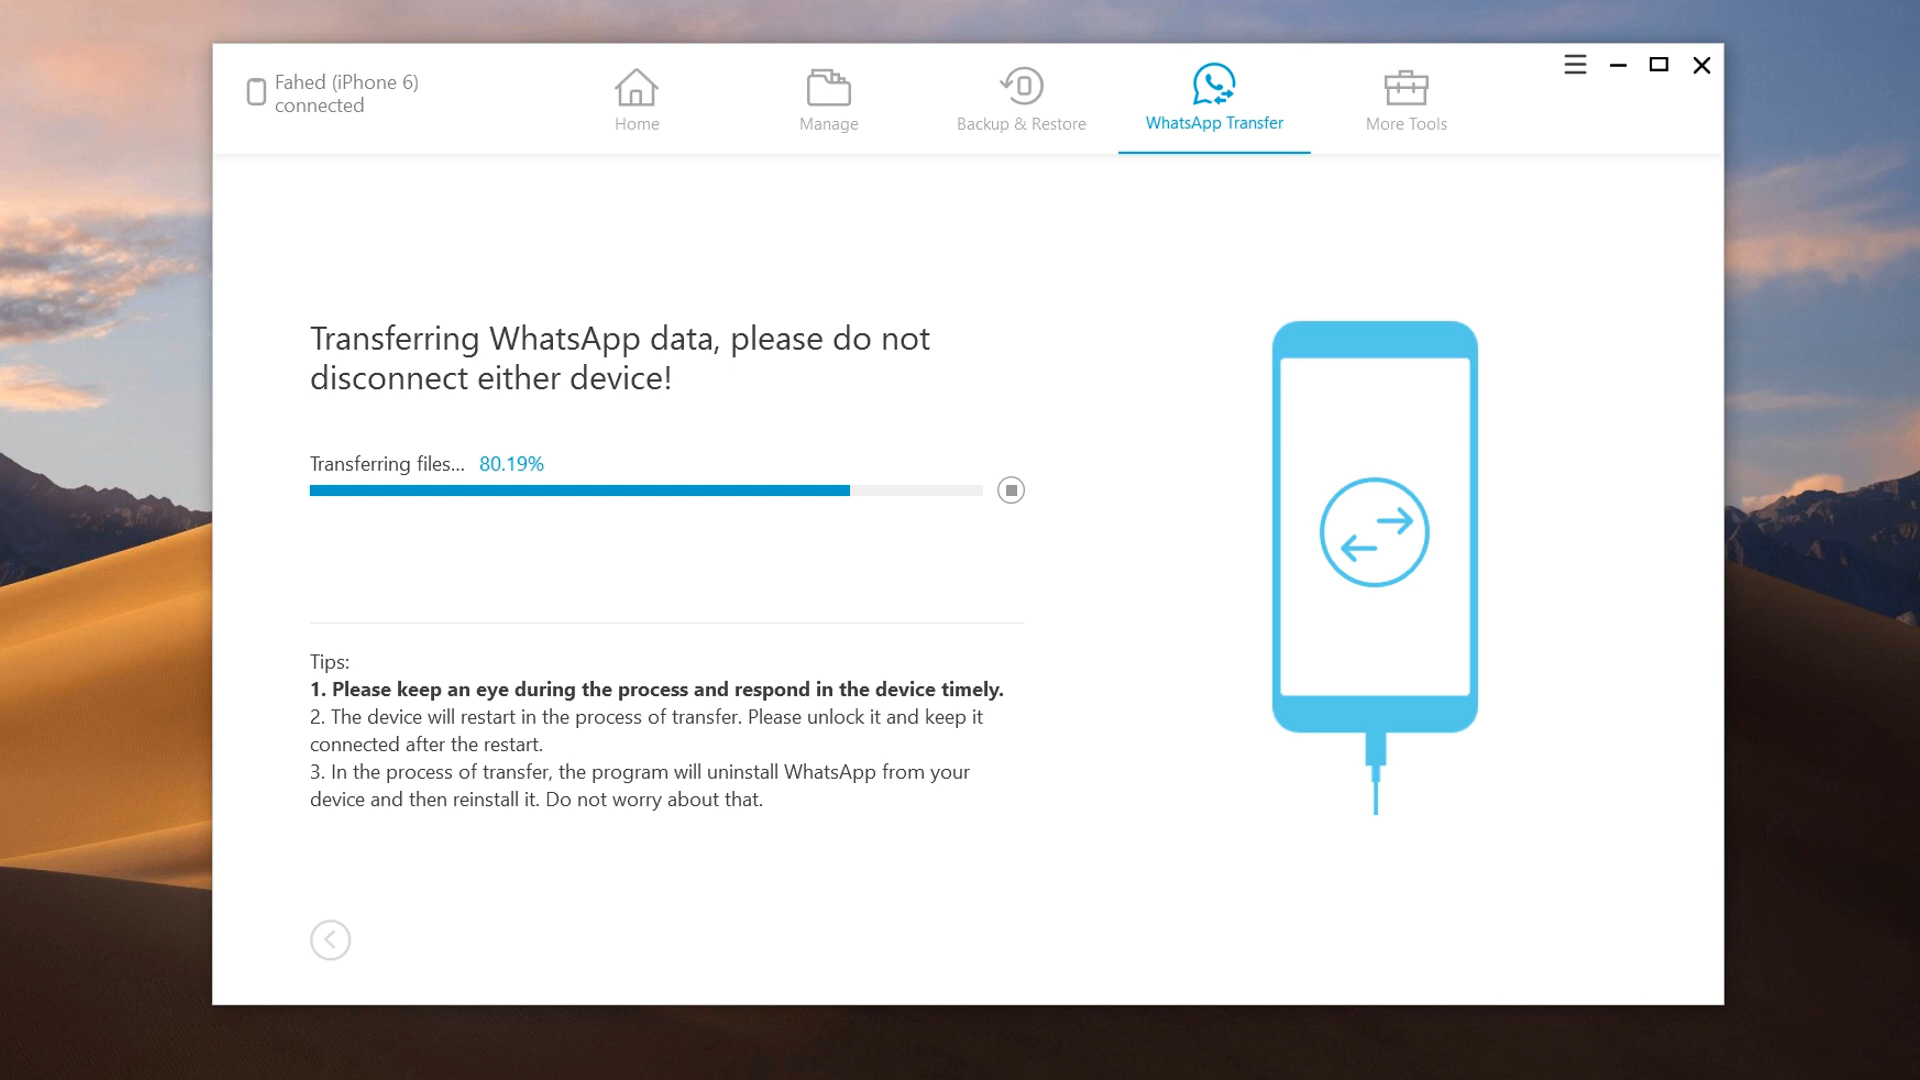 Fahed (iPhone 6)
connected
Home
Manage
Backup & Restore
WhatsApp Transfer
More Tools
Transferring WhatsApp data, please do not
disconnect either device!
Transferring files... 80.19%
Tips:
1. Please keep an eye during the process and respond in the device timely.
2. The device will restart in the process of transfer. Please unlock it and keep it
connected after the restart.
3. In the process of transfer, the program will uninstall WhatsApp from your
device and then reinstall it. Do not worry about that.